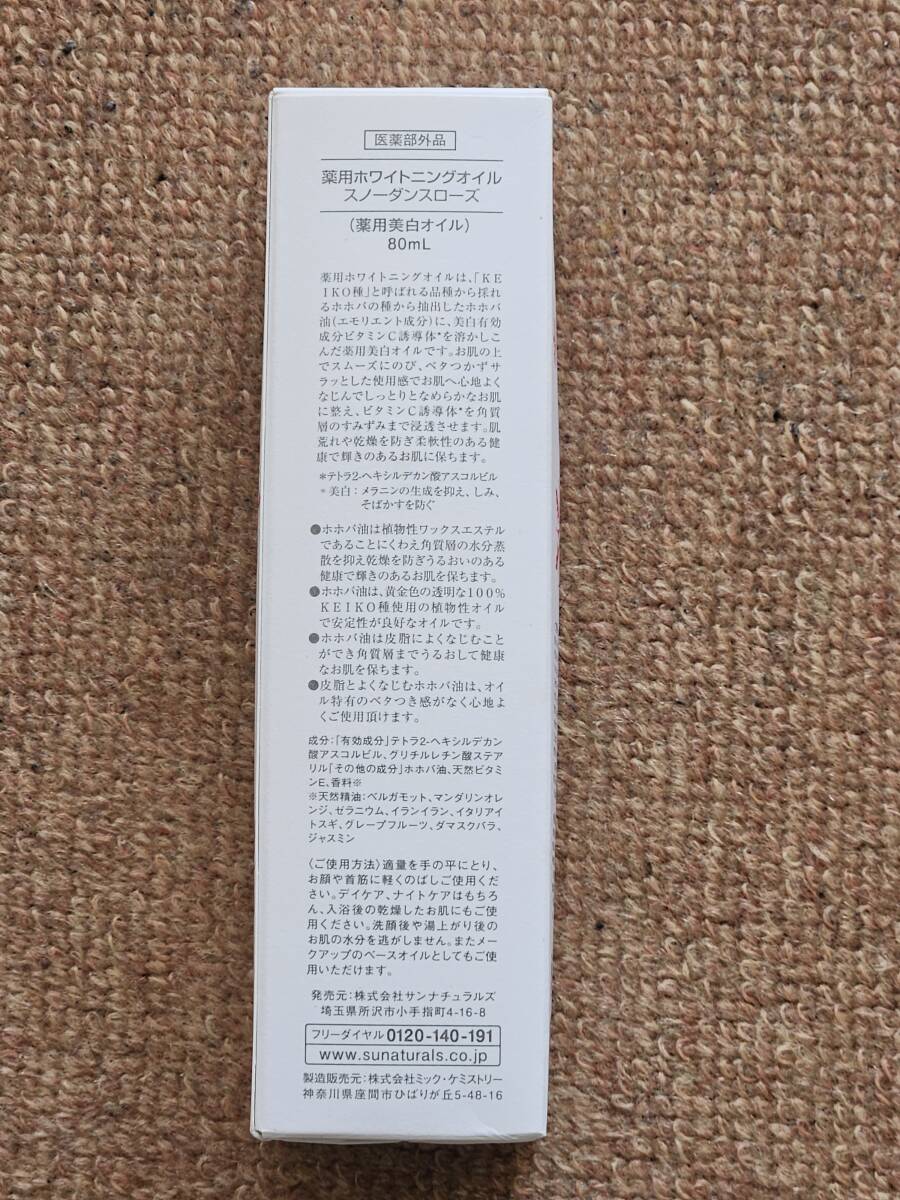 医薬部外品
薬用ホワイトニングオイル
スノーダンスローズ
(薬用美白オイル)
80mL
薬用ホワイトニングオイルは、「KE
IKO種」と呼ばれる品種から採れ
るホホバの種から抽出したホホバ
油(エモリエント成分)に、美白有効
成分ビタミンC誘導体*を溶かしこ
んだ薬用美白オイルです。お肌の上
でスムーズにのび、ベタつかずサ
ラッとした使用感でお肌へ心地よく
なじんでしっとりとなめらかなお肌
に整え、ビタミンC誘導体*を角質
層のすみずみまで浸透させます。肌
荒れや乾燥を防ぎ柔軟性のある健
康で輝きのあるお肌に保ちます。
*テトラ2-ヘキシルデカン酸アスコルビル
*美白:メラニンの生成を抑え、しみ、
そばかすを防ぐ
●ホホバ油は植物性ワックスエステル
であることにくわえ角質層の水分蒸
散を抑え乾燥を防ぎうるおいのある
健康で輝きのあるお肌を保ちます。
●ホホバ油は、黄金色の透明な100%
KEIKO種使用の植物性オイル
で安定性が良好なオイルです。
●ホホバ油は皮脂によくなじむこと
ができ角質層までうるおして健康
なお肌を保ちます。
●皮脂とよくなじむホホバ油は、オイ
ル特有のベタつき感がなく心地よ
くご使用頂けます。
成分:「有効成分」テトラ2-ヘキシルデカン
酸アスコルビル、グリチルレチン酸ステア
リル「その他の成分」ホホバ油、天然ビタミ
ンE、香料※
※天然精油:ベルガモット、マンダリンオレ
ンジ、ゼラニウム、イランイラン、イタリアイ
トスギ、グレープフルーツ、ダマスクバラ、
ジャスミン
〈ご使用方法〉適量を手の平にとり、
お顔や首筋に軽くのばしご使用くだ
さい。デイケア、ナイトケアはもちろ
ん、入浴後の乾燥したお肌にもご使
用ください。洗顔後や湯上がり後の
お肌の水分を逃がしません。またメー
クアップのベースオイルとしてもご使
用いただけます。
発売元:株式会社サンナチュラルズ
埼玉県所沢市小手指町4-16-8
フリーダイヤル 0120-140-191
www.sunaturals.co.jp
製造販売元:株式会社ミック・ケミストリー
神奈川県座間市ひばりが丘5-48-16